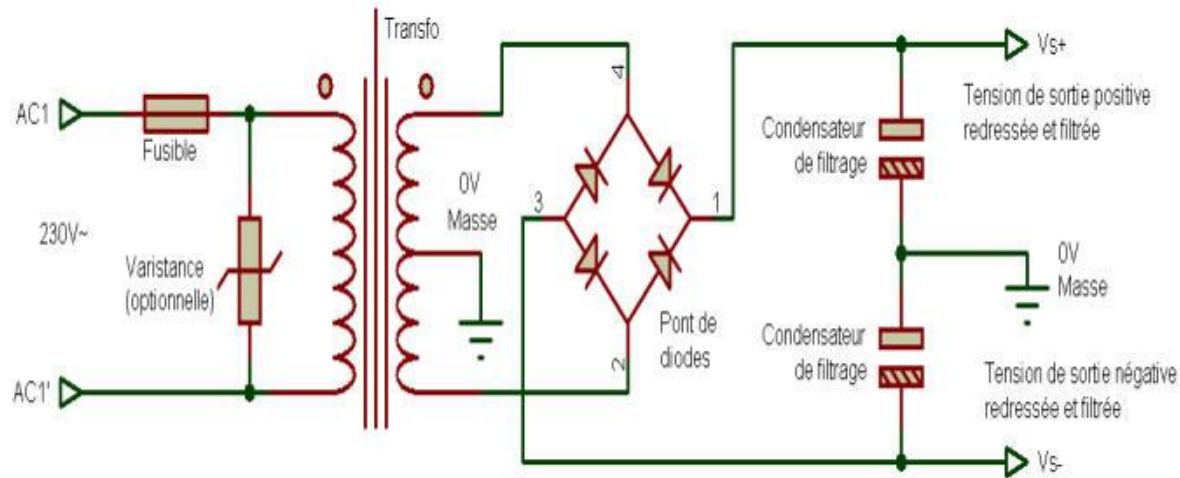 Transfo
AC1
Fusible
230V~
Varistance
(optionnelle)
AC1'
0V
Masse
4
3
1
2
Pont de
diodes
Condensateur
de filtrage
Condensateur
de filtrage
Vs+
Tension de sortie positive
redressée et filtrée
0V
Masse
Tension de sortie négative
redressée et filtrée
Vs-